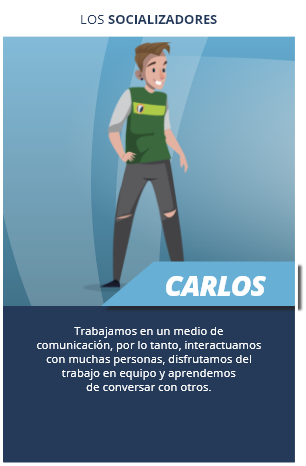 LOS SOCIALIZADORES
CARLOS
Trabajamos en un medio de
comunicación, por lo tanto, interactuamos
con muchas personas, disfrutamos del
trabajo en equipo y aprendemos
de conversar con otros.